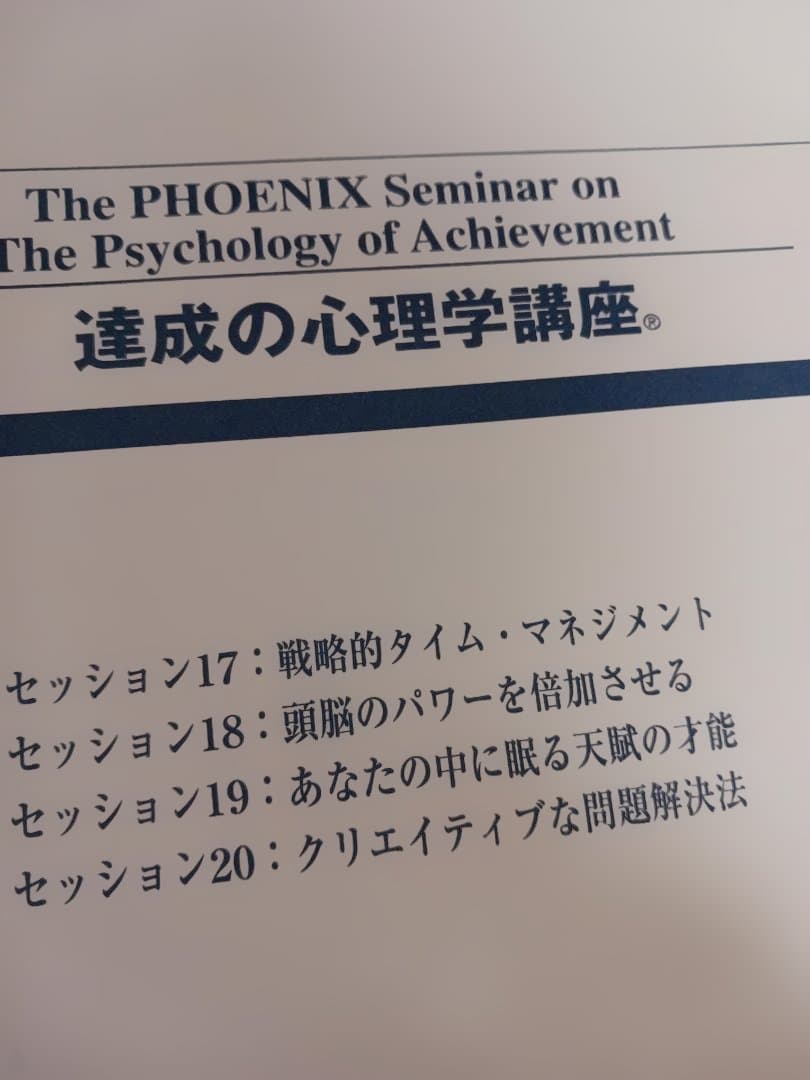 The PHOENIX Seminar on
The Psychology of Achievement
達成の心理学講座®
セッション17：戦略的タイム・マネジメント
セッション18：頭脳のパワーを倍加させる
セッション19：あなたの中に眠る天賦の才能
セッション20：クリエイティブな問題解決法